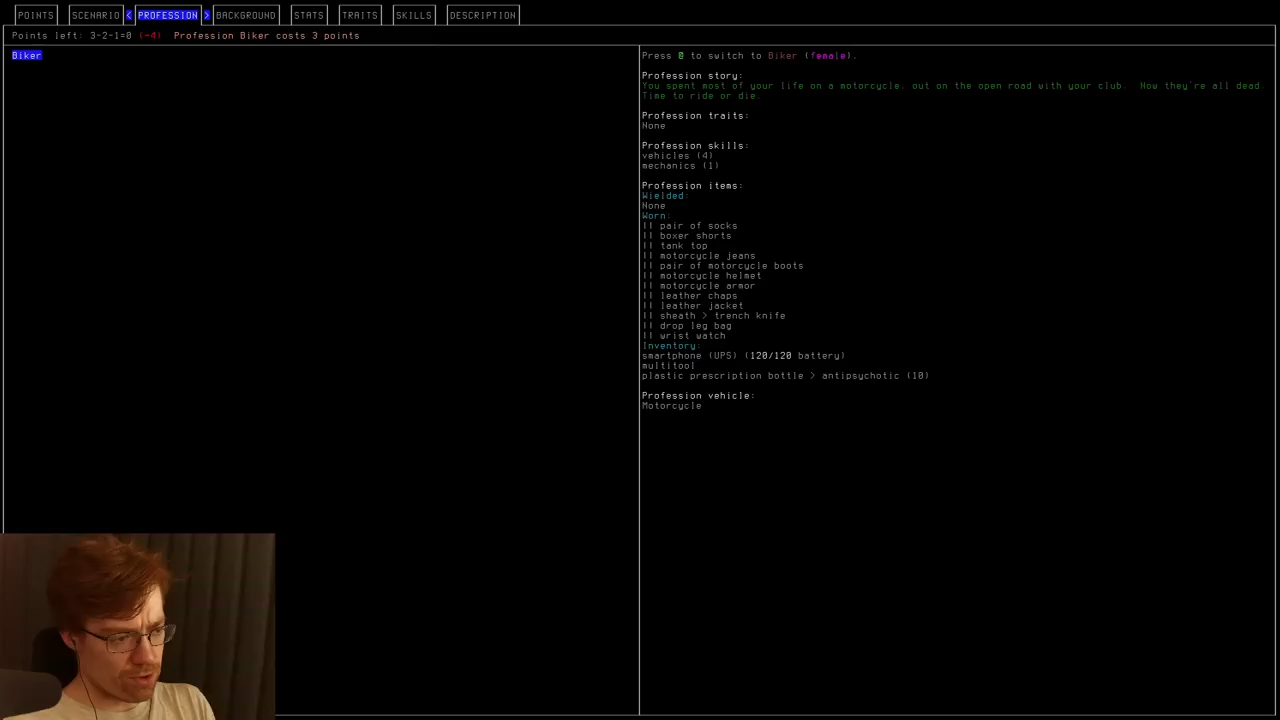 POINTS SCENARIO < PROFESSION > BACKGROUND STATS TRAITS SKILLS DESCRIPTION
Points left: 3-2-1=0 (-4) Profession Biker costs 3 points
Biker
Press @ to switch to Biker (female).
Profession story:
You spent most of your life on a motorcycle, out on the open road with your club. Now they're all dead.
Time to ride or die.
Profession traits:
None
Profession skills:
vehicles (4)
mechanics (1)
Profession items:
Wielded:
None
Worn:
|| pair of socks
|| boxer shorts
|| tank top
|| motorcycle jeans
|| pair of motorcycle boots
|| motorcycle helmet
|| motorcycle armor
|| leather chaps
|| leather jacket
|| sheath > trench knife
|| drop leg bag
|| wrist watch
Inventory:
smartphone (UPS) (120/120 battery)
multitool
plastic prescription bottle > antipsychotic (10)
Profession vehicle:
Motorcycle